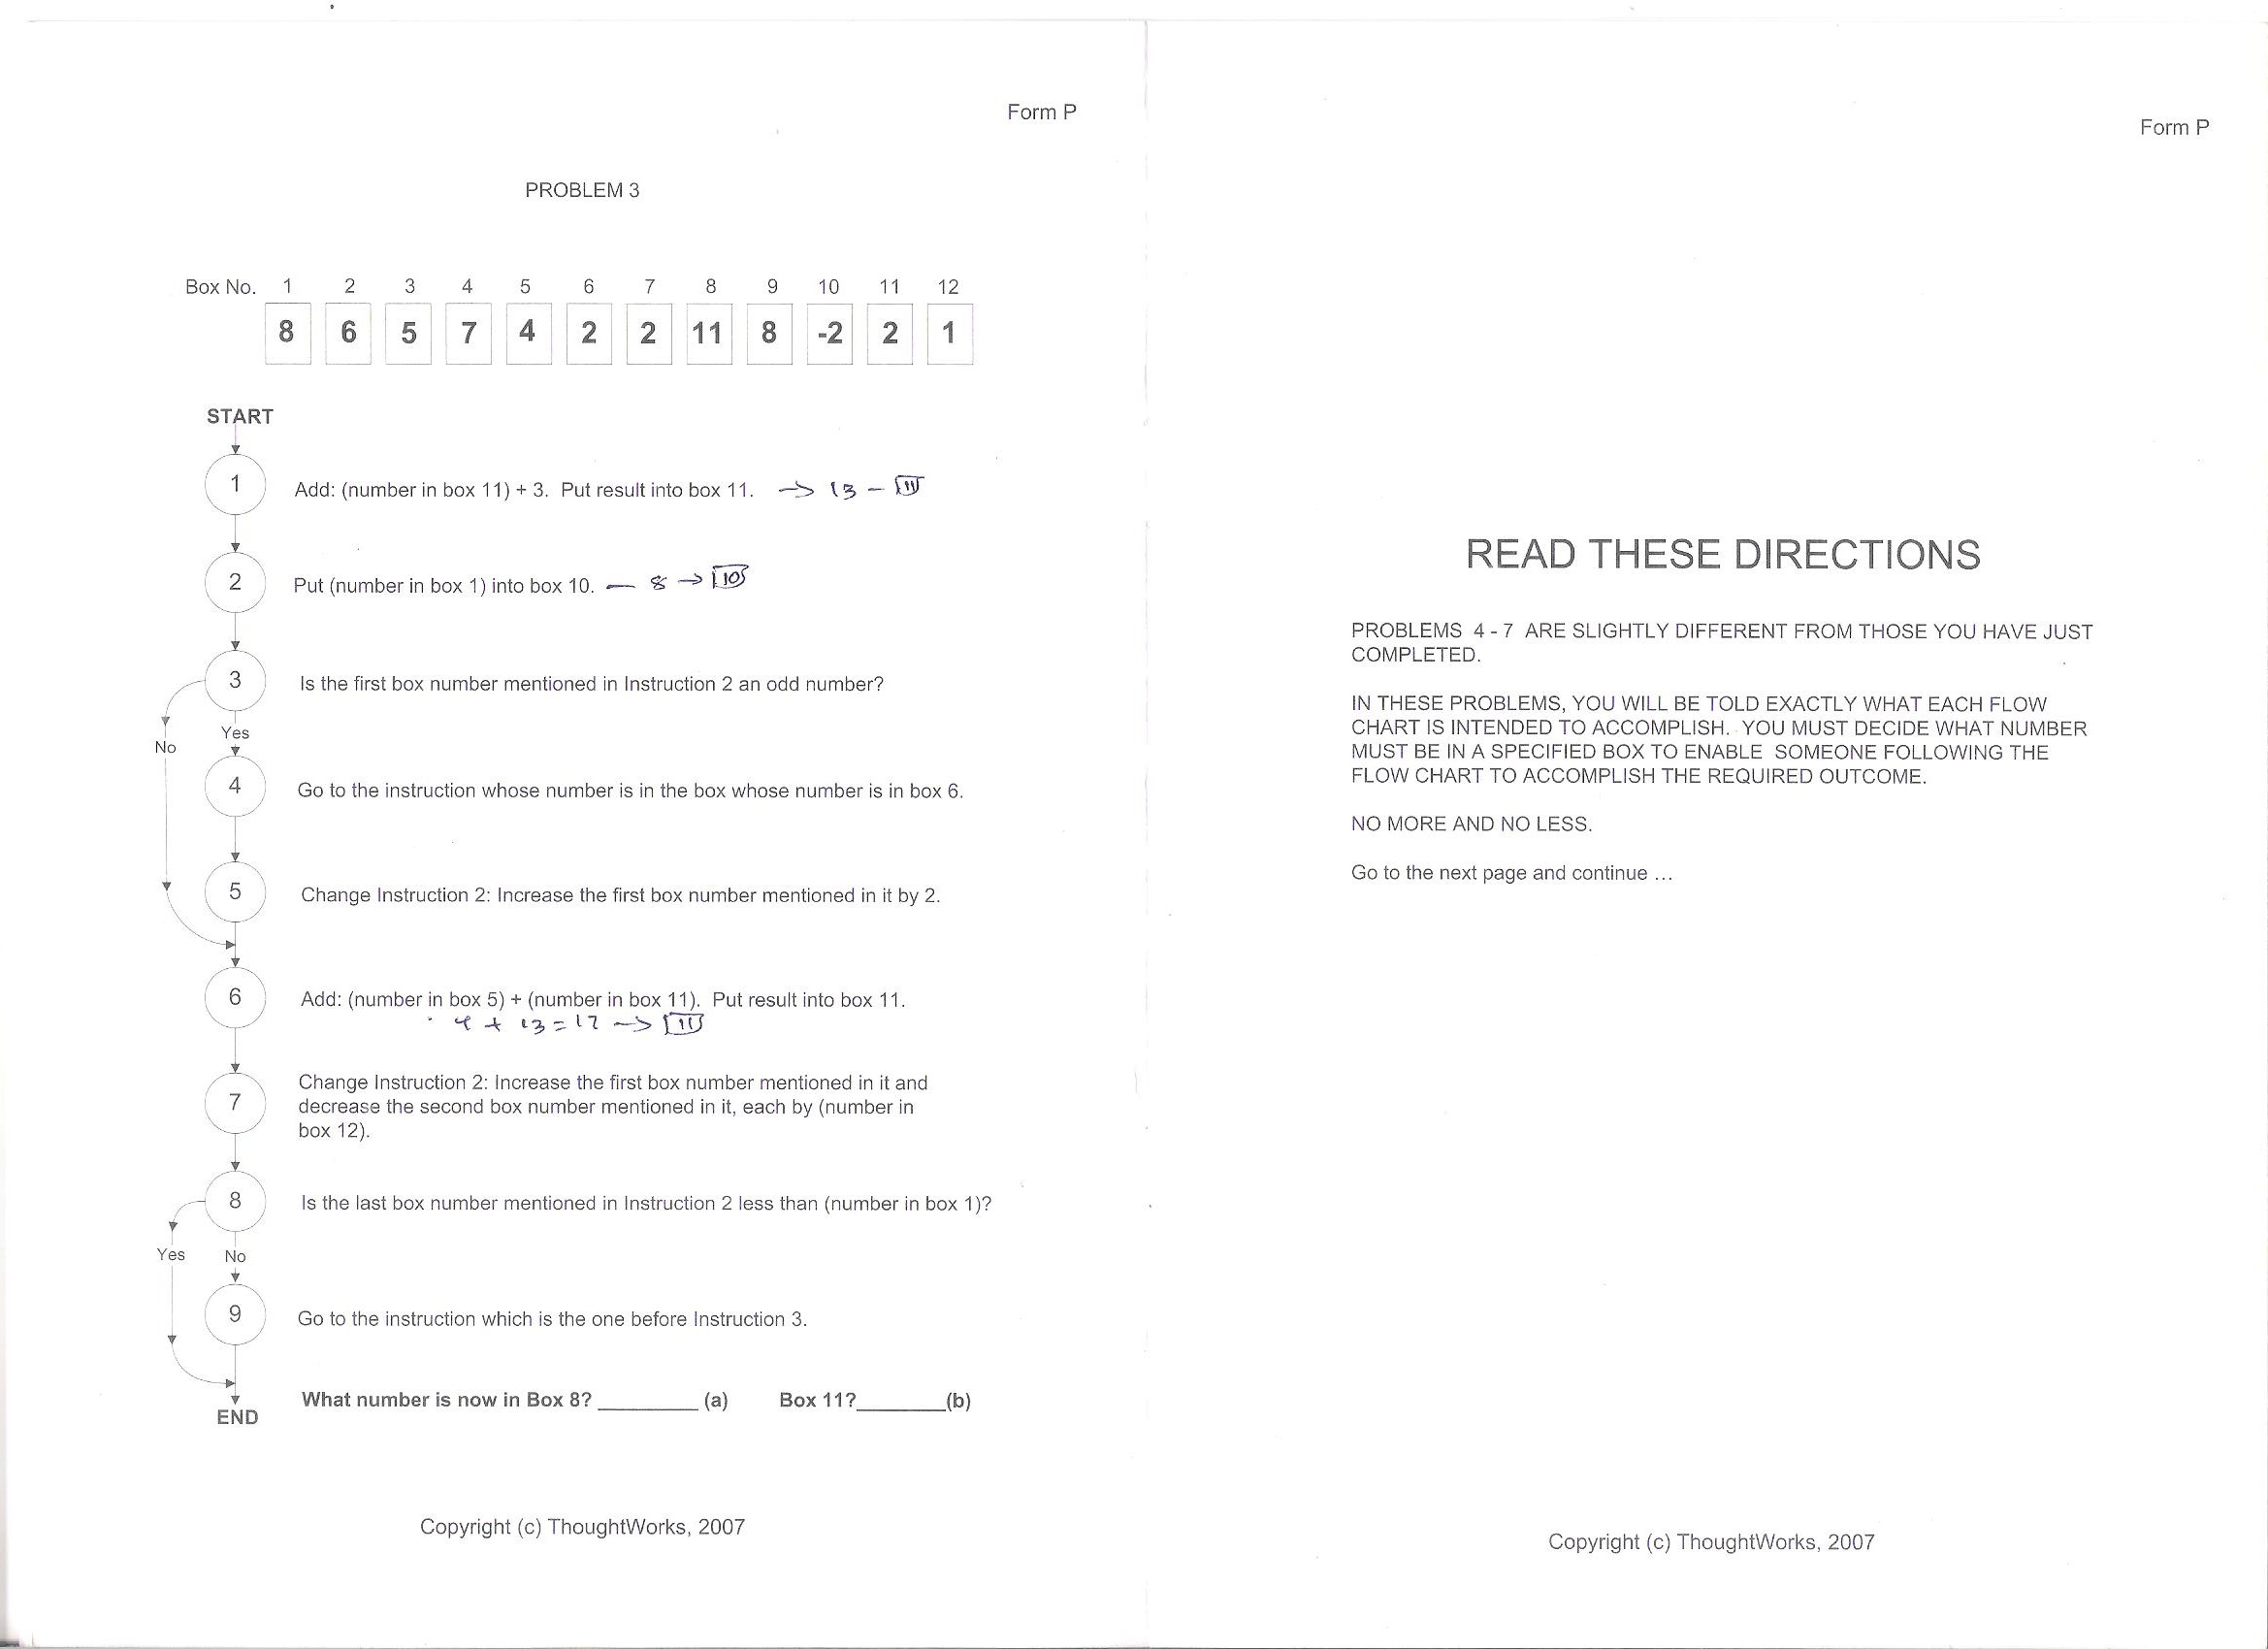 Form P
PROBLEM 3
Box No. 1 2 3 4 5 6 7 8 9 10 11 12
8 6 5 7 4 2 2 11 8 -2 2 1
START
1 Add: (number in box 11) + 3. Put result into box 11. → 13 - 11
2 Put (number in box 1) into box 10. — 8 → 10
3 Is the first box number mentioned in Instruction 2 an odd number?
Yes
No
4 Go to the instruction whose number is in the box whose number is in box 6.
5 Change Instruction 2: Increase the first box number mentioned in it by 2.
6 Add: (number in box 5) + (number in box 11). Put result into box 11.
4 + 13 = 17 → 11
Change Instruction 2: Increase the first box number mentioned in it and
7 decrease the second box number mentioned in it, each by (number in
box 12).
8 Is the last box number mentioned in Instruction 2 less than (number in box 1)?
Yes No
9 Go to the instruction which is the one before Instruction 3.
What number is now in Box 8? ________ (a) Box 11?________(b)
END
Copyright (c) ThoughtWorks, 2007
Form P
READ THESE DIRECTIONS
PROBLEMS 4 - 7 ARE SLIGHTLY DIFFERENT FROM THOSE YOU HAVE JUST
COMPLETED.
IN THESE PROBLEMS, YOU WILL BE TOLD EXACTLY WHAT EACH FLOW
CHART IS INTENDED TO ACCOMPLISH. YOU MUST DECIDE WHAT NUMBER
MUST BE IN A SPECIFIED BOX TO ENABLE SOMEONE FOLLOWING THE
FLOW CHART TO ACCOMPLISH THE REQUIRED OUTCOME.
NO MORE AND NO LESS.
Go to the next page and continue ...
Copyright (c) ThoughtWorks, 2007